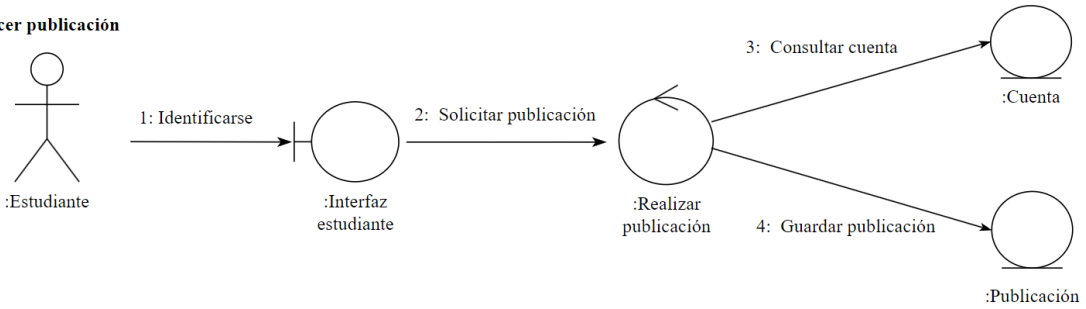 cer publicación
3: Consultar cuenta
:Cuenta
1: Identificarse
2: Solicitar publicación
:Estudiante
:Interfaz
estudiante
:Realizar
publicación
4: Guardar publicación
:Publicación